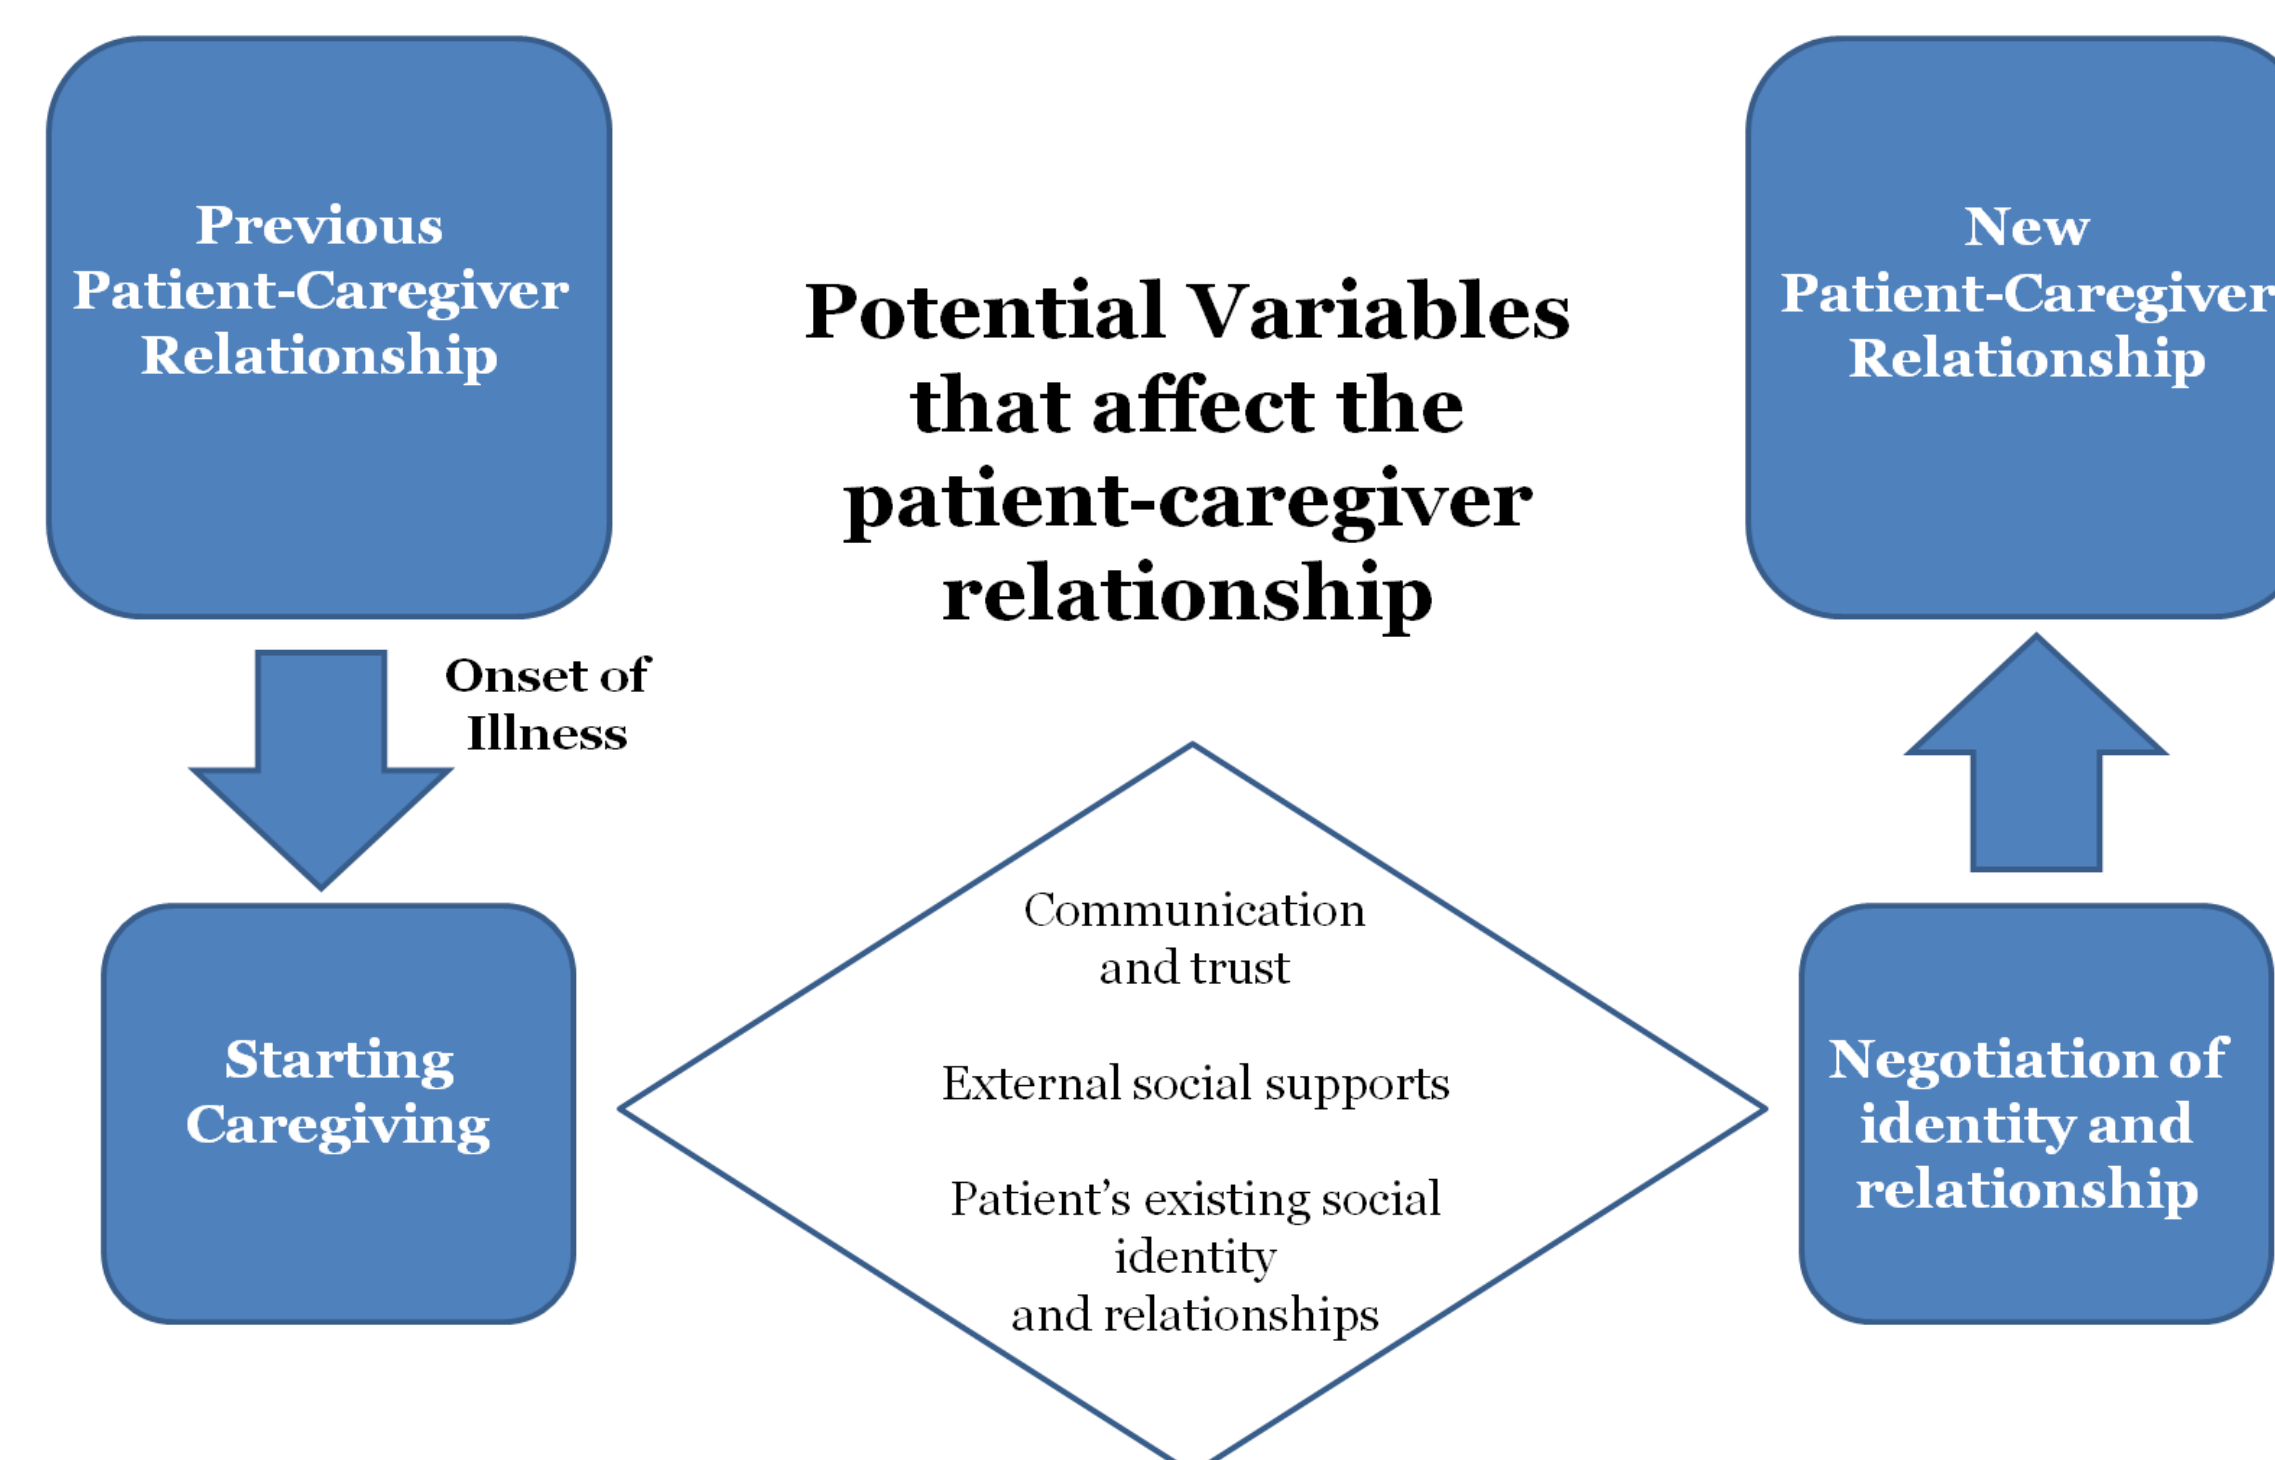 Previous
Patient-Caregiver
Relationship
Onset of
Illness
Starting
Caregiving
Potential Variables
that affect the
patient-caregiver
relationship
Communication
and trust
External social supports
Patient’s existing social
identity
and relationships
New
Patient-Caregiver
Relationship
Negotiation of
identity and
relationship